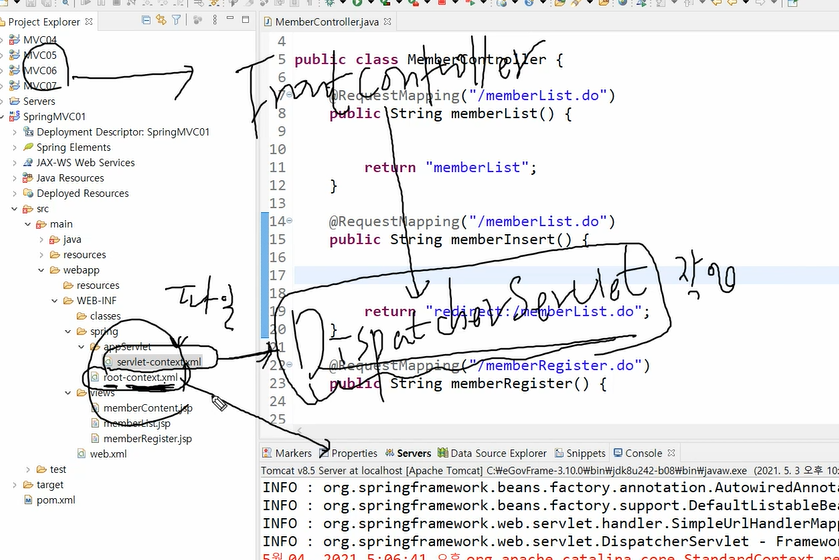 Project Explorer
MVC04
MVC05
MVC06
MVC07
Servers
SpringMVC01
Deployment Descriptor: SpringMVC01
Spring Elements
JAX-WS Web Services
Java Resources
Deployed Resources
src
main
java
resources
webapp
resources
WEB-INF
classes
spring
appServlet
servlet-context.xml
root-context.xml
views
memberContent.jsp
memberList.jsp
memberRegister.jsp
web.xml
test
target
pom.xml
MemberController.java
4
5 public class MemberController {
@RequestMapping("/memberList.do")
8 public String memberList() {
10
11 return "memberList";
12 }
13
14 @RequestMapping("/memberList.do")
15 public String memberInsert() {
16
17
18
19 return "redirect:/memberList.do";
20 }
21
22 @RequestMapping("/memberRegister.do")
23 public String memberRegister() {
24
25
Front controller
DispatcherServlet
Markers Properties Servers Data Source Explorer Snippets Console
Tomcat v8.5 Server at localhost [Apache Tomcat] C:₩eGovFrame-3.10.0₩bin₩jdk8u242-b08₩bin₩javaw.exe (2021. 5. 3 오후 10:
INFO : org.springframework.beans.factory.annotation.AutowiredAnnota
INFO : org.springframework.beans.factory.support.DefaultListableBea
INFO : org.springframework.web.servlet.handler.SimpleUrlHandlerMapp
INFO : org.springframework.web.servlet.DispatcherServlet - Framewo
5월 04, 2021 5:06:41 오후 org.apache.catalina.core.StandardContext